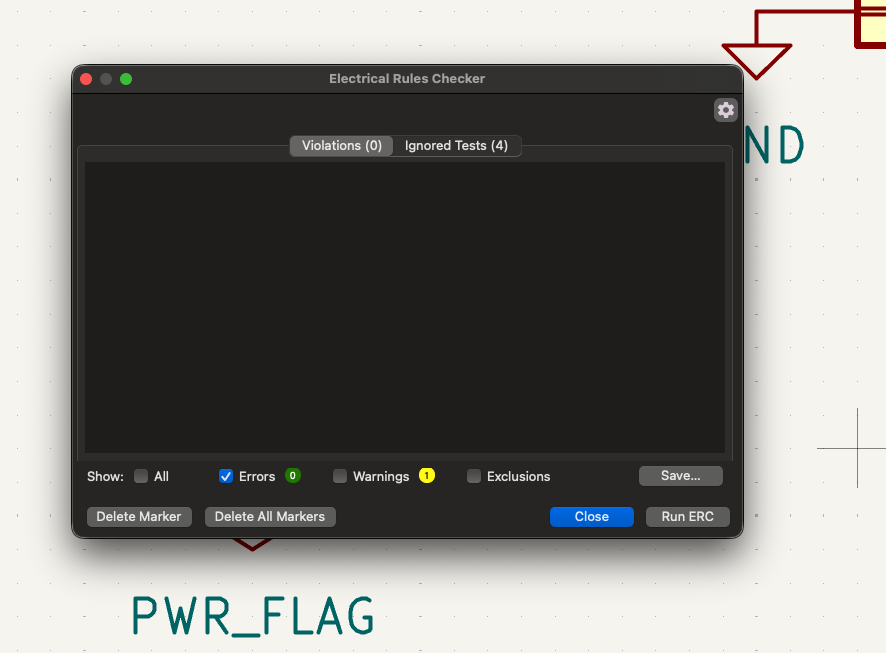 Electrical Rules Checker
ND
Violations (0) Ignored Tests (4)
Show: All Errors 0 Warnings 1 Exclusions Save...
Delete Marker Delete All Markers Close Run ERC
PWR_FLAG